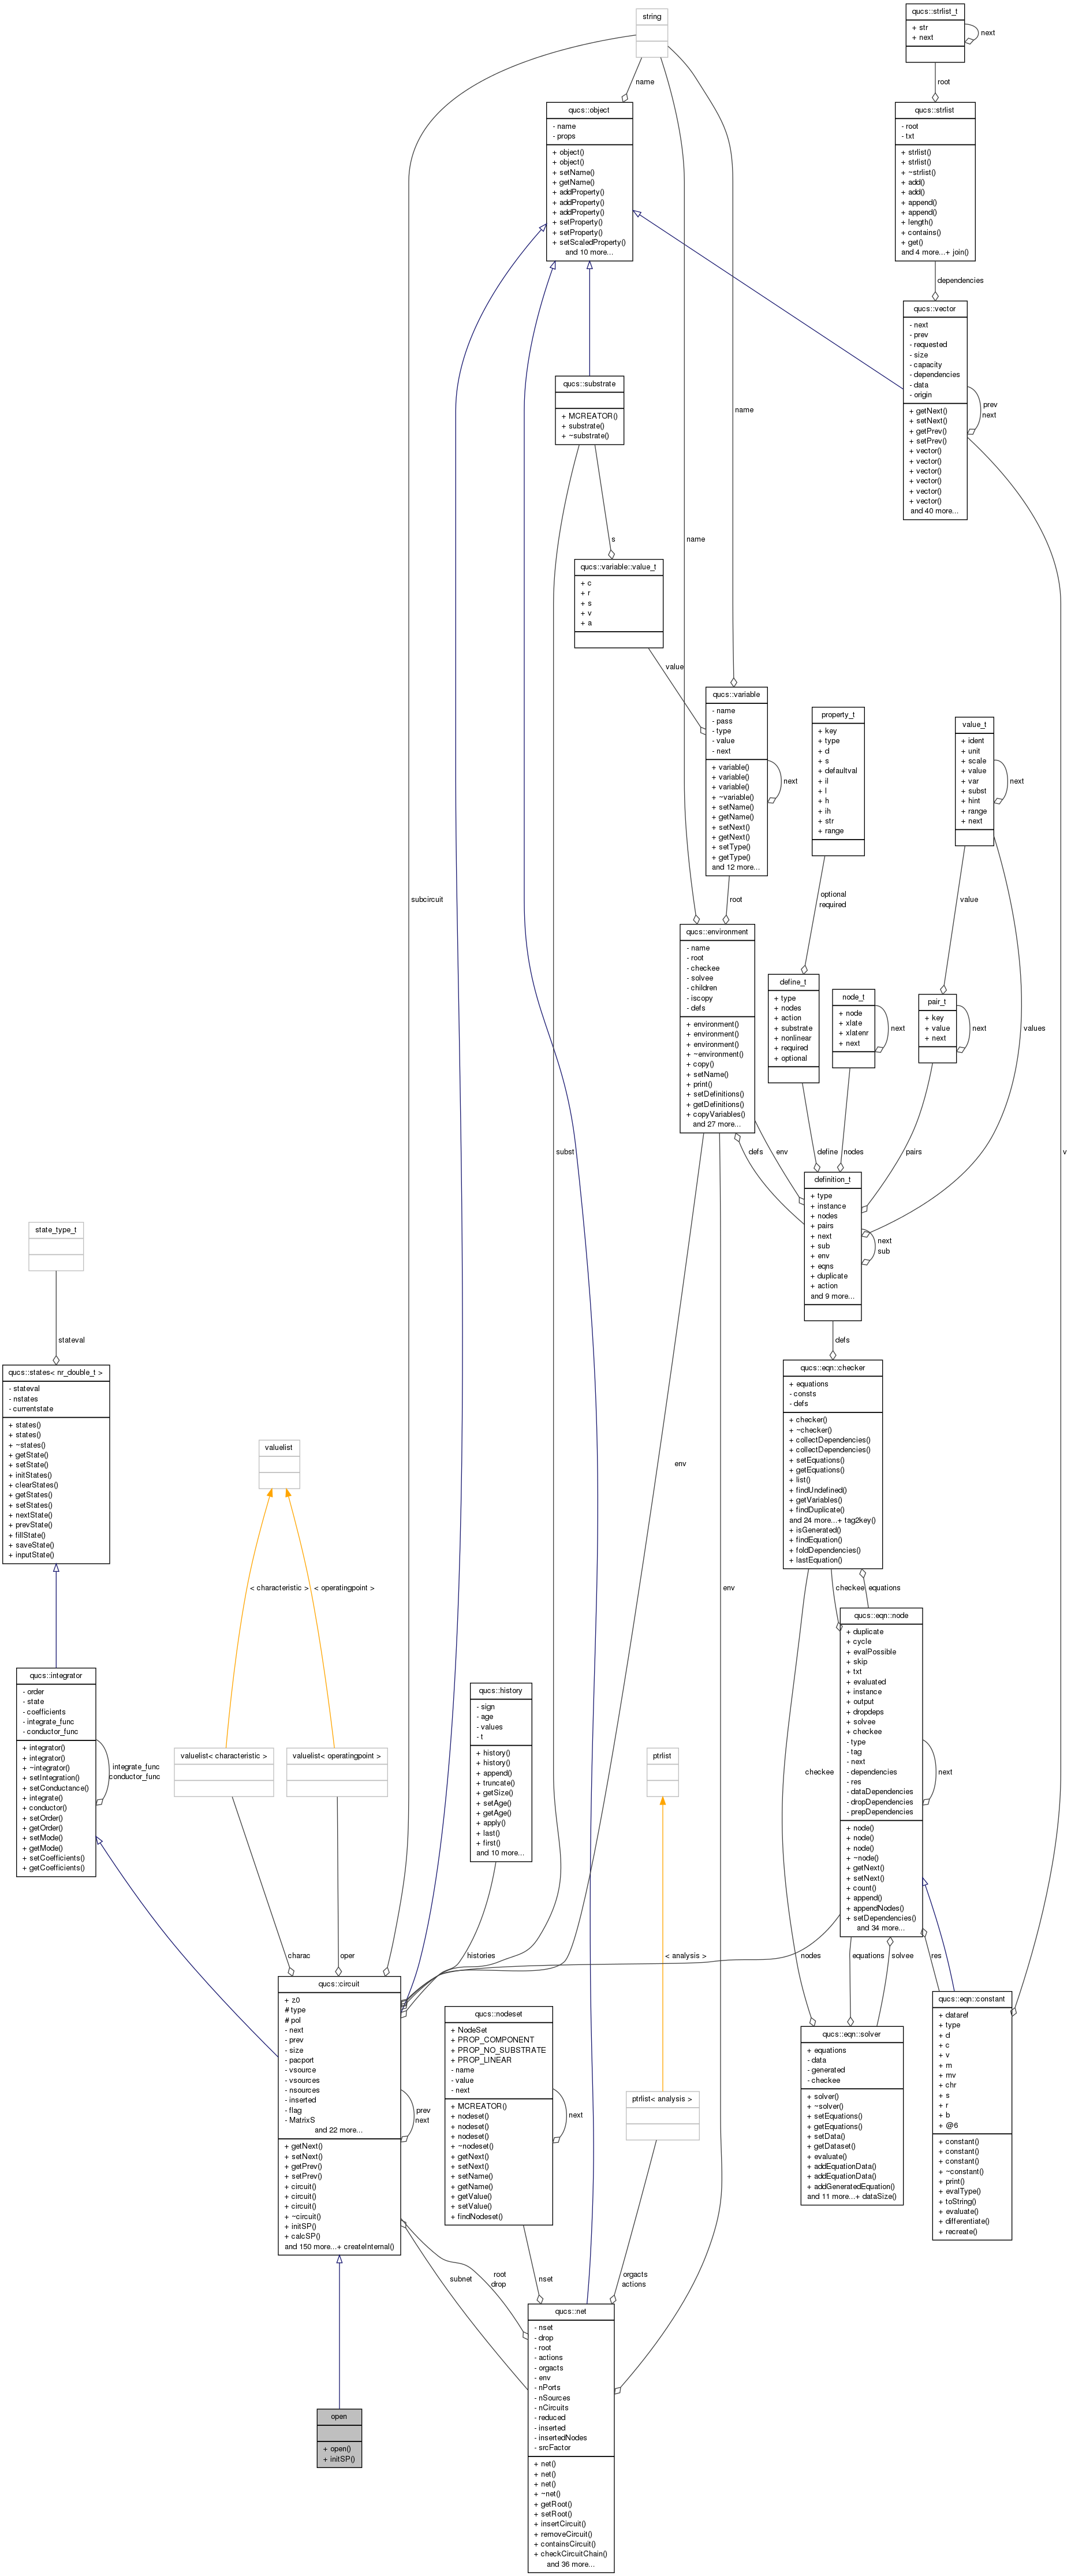 string
name
qucs::strlist_t
+ str
+ next
next
root
qucs::object
- name
- props
+ object()
+ object()
+ setName()
+ getName()
+ addProperty()
+ addProperty()
+ addProperty()
+ setProperty()
+ setProperty()
+ setScaledProperty()
and 10 more...
qucs::strlist
- root
- txt
+ strlist()
+ strlist()
+ ~strlist()
+ add()
+ add()
+ append()
+ append()
+ length()
+ contains()
+ get()
and 4 more...+ join()
dependencies
qucs::vector
- next
- prev
- requested
- size
- capacity
- dependencies
- data
- origin
+ getNext()
+ setNext()
+ getPrev()
+ setPrev()
+ vector()
+ vector()
+ vector()
+ vector()
+ vector()
+ vector()
and 40 more...
prev
next
qucs::substrate
+ MCREATOR()
+ substrate()
+ ~substrate()
name
name
s
qucs::variable::value_t
+ c
+ r
+ s
+ v
+ a
value
qucs::variable
- name
- pass
- type
- value
- next
+ variable()
+ variable()
+ variable()
+ ~variable()
+ setName()
+ getName()
+ setNext()
+ getNext()
+ setType()
+ getType()
and 12 more...
next
property_t
+ key
+ type
+ d
+ s
+ defaultval
+ il
+ l
+ h
+ ih
+ str
+ range
value_t
+ ident
+ unit
+ scale
+ value
+ var
+ subst
+ hint
+ range
+ next
next
subcircuit
root
optional
required
value
qucs::environment
- name
- root
- checkee
- solvee
- children
- iscopy
- defs
+ environment()
+ environment()
+ environment()
+ ~environment()
+ copy()
+ setName()
+ print()
+ setDefinitions()
+ getDefinitions()
+ copyVariables()
and 27 more...
define_t
+ type
+ nodes
+ action
+ substrate
+ nonlinear
+ required
+ optional
node_t
+ node
+ xlate
+ xlatenr
+ next
next
pair_t
+ key
+ value
+ next
next
values
subst
defs
env
define
nodes
pairs
v
definition_t
+ type
+ instance
+ nodes
+ pairs
+ next
+ sub
+ env
+ eqns
+ duplicate
+ action
and 9 more...
next
sub
state_type_t
stateval
defs
qucs::states< nr_double_t >
- stateval
- nstates
- currentstate
+ states()
+ states()
+ ~states()
+ getState()
+ setState()
+ initStates()
+ clearStates()
+ getStates()
+ setStates()
+ nextState()
+ prevState()
+ fillState()
+ saveState()
+ inputState()
qucs::eqn::checker
+ equations
- consts
- defs
+ checker()
+ ~checker()
+ collectDependencies()
+ collectDependencies()
+ setEquations()
+ getEquations()
+ list()
+ findUndefined()
+ getVariables()
+ findDuplicate()
and 24 more...+ tag2key()
+ isGenerated()
+ findEquation()
+ foldDependencies()
+ lastEquation()
valuelist
env
< characteristic >
< operatingpoint >
env
checkee
equations
qucs::eqn::node
+ duplicate
+ cycle
+ evalPossible
+ skip
+ txt
+ evaluated
+ instance
+ output
+ dropdeps
+ solvee
+ checkee
- type
- tag
- next
- dependencies
- res
- dataDependencies
- dropDependencies
- prepDependencies
+ node()
+ node()
+ node()
+ ~node()
+ getNext()
+ setNext()
+ count()
+ append()
+ appendNodes()
+ setDependencies()
and 34 more...
next
qucs::integrator
- order
- state
- coefficients
- integrate_func
- conductor_func
+ integrator()
+ integrator()
+ ~integrator()
+ setIntegration()
+ setConductance()
+ integrate()
+ conductor()
+ setOrder()
+ getOrder()
+ setMode()
+ getMode()
+ setCoefficients()
+ getCoefficients()
integrate_func
conductor_func
valuelist< characteristic >
valuelist< operatingpoint >
qucs::history
- sign
- age
- values
- t
+ history()
+ history()
+ append()
+ truncate()
+ getSize()
+ setAge()
+ getAge()
+ apply()
+ last()
+ first()
and 10 more...
ptrlist
checkee
charac
oper
histories
< analysis >
nodes
equations
solvee
res
qucs::circuit
+ z0
# type
# pol
- next
- prev
- size
- pacport
- vsource
- vsources
- nsources
- inserted
- flag
- MatrixS
and 22 more...
+ getNext()
+ setNext()
+ getPrev()
+ setPrev()
+ circuit()
+ circuit()
+ circuit()
+ ~circuit()
+ initSP()
+ calcSP()
and 150 more...+ createInternal()
prev
next
qucs::nodeset
+ NodeSet
+ PROP_COMPONENT
+ PROP_NO_SUBSTRATE
+ PROP_LINEAR
- name
- value
- next
+ MCREATOR()
+ nodeset()
+ nodeset()
+ nodeset()
+ ~nodeset()
+ getNext()
+ setNext()
+ setName()
+ getName()
+ getValue()
+ setValue()
+ findNodeset()
next
ptrlist< analysis >
qucs::eqn::solver
+ equations
- data
- generated
- checkee
+ solver()
+ ~solver()
+ setEquations()
+ getEquations()
+ setData()
+ getDataset()
+ evaluate()
+ addEquationData()
+ addEquationData()
+ addGeneratedEquation()
and 11 more...+ dataSize()
qucs::eqn::constant
+ dataref
+ type
+ d
+ c
+ v
+ m
+ mv
+ chr
+ s
+ r
+ b
+ @6
+ constant()
+ constant()
+ constant()
+ ~constant()
+ print()
+ evalType()
+ toString()
+ evaluate()
+ differentiate()
+ recreate()
subnet
root
drop
nset
orgacts
actions
qucs::net
- nset
- drop
- root
- actions
- orgacts
- env
- nPorts
- nSources
- nCircuits
- reduced
- inserted
- insertedNodes
- srcFactor
+ net()
+ net()
+ net()
+ ~net()
+ getRoot()
+ setRoot()
+ insertCircuit()
+ removeCircuit()
+ containsCircuit()
+ checkCircuitChain()
and 36 more...
open
+ open()
+ initSP()